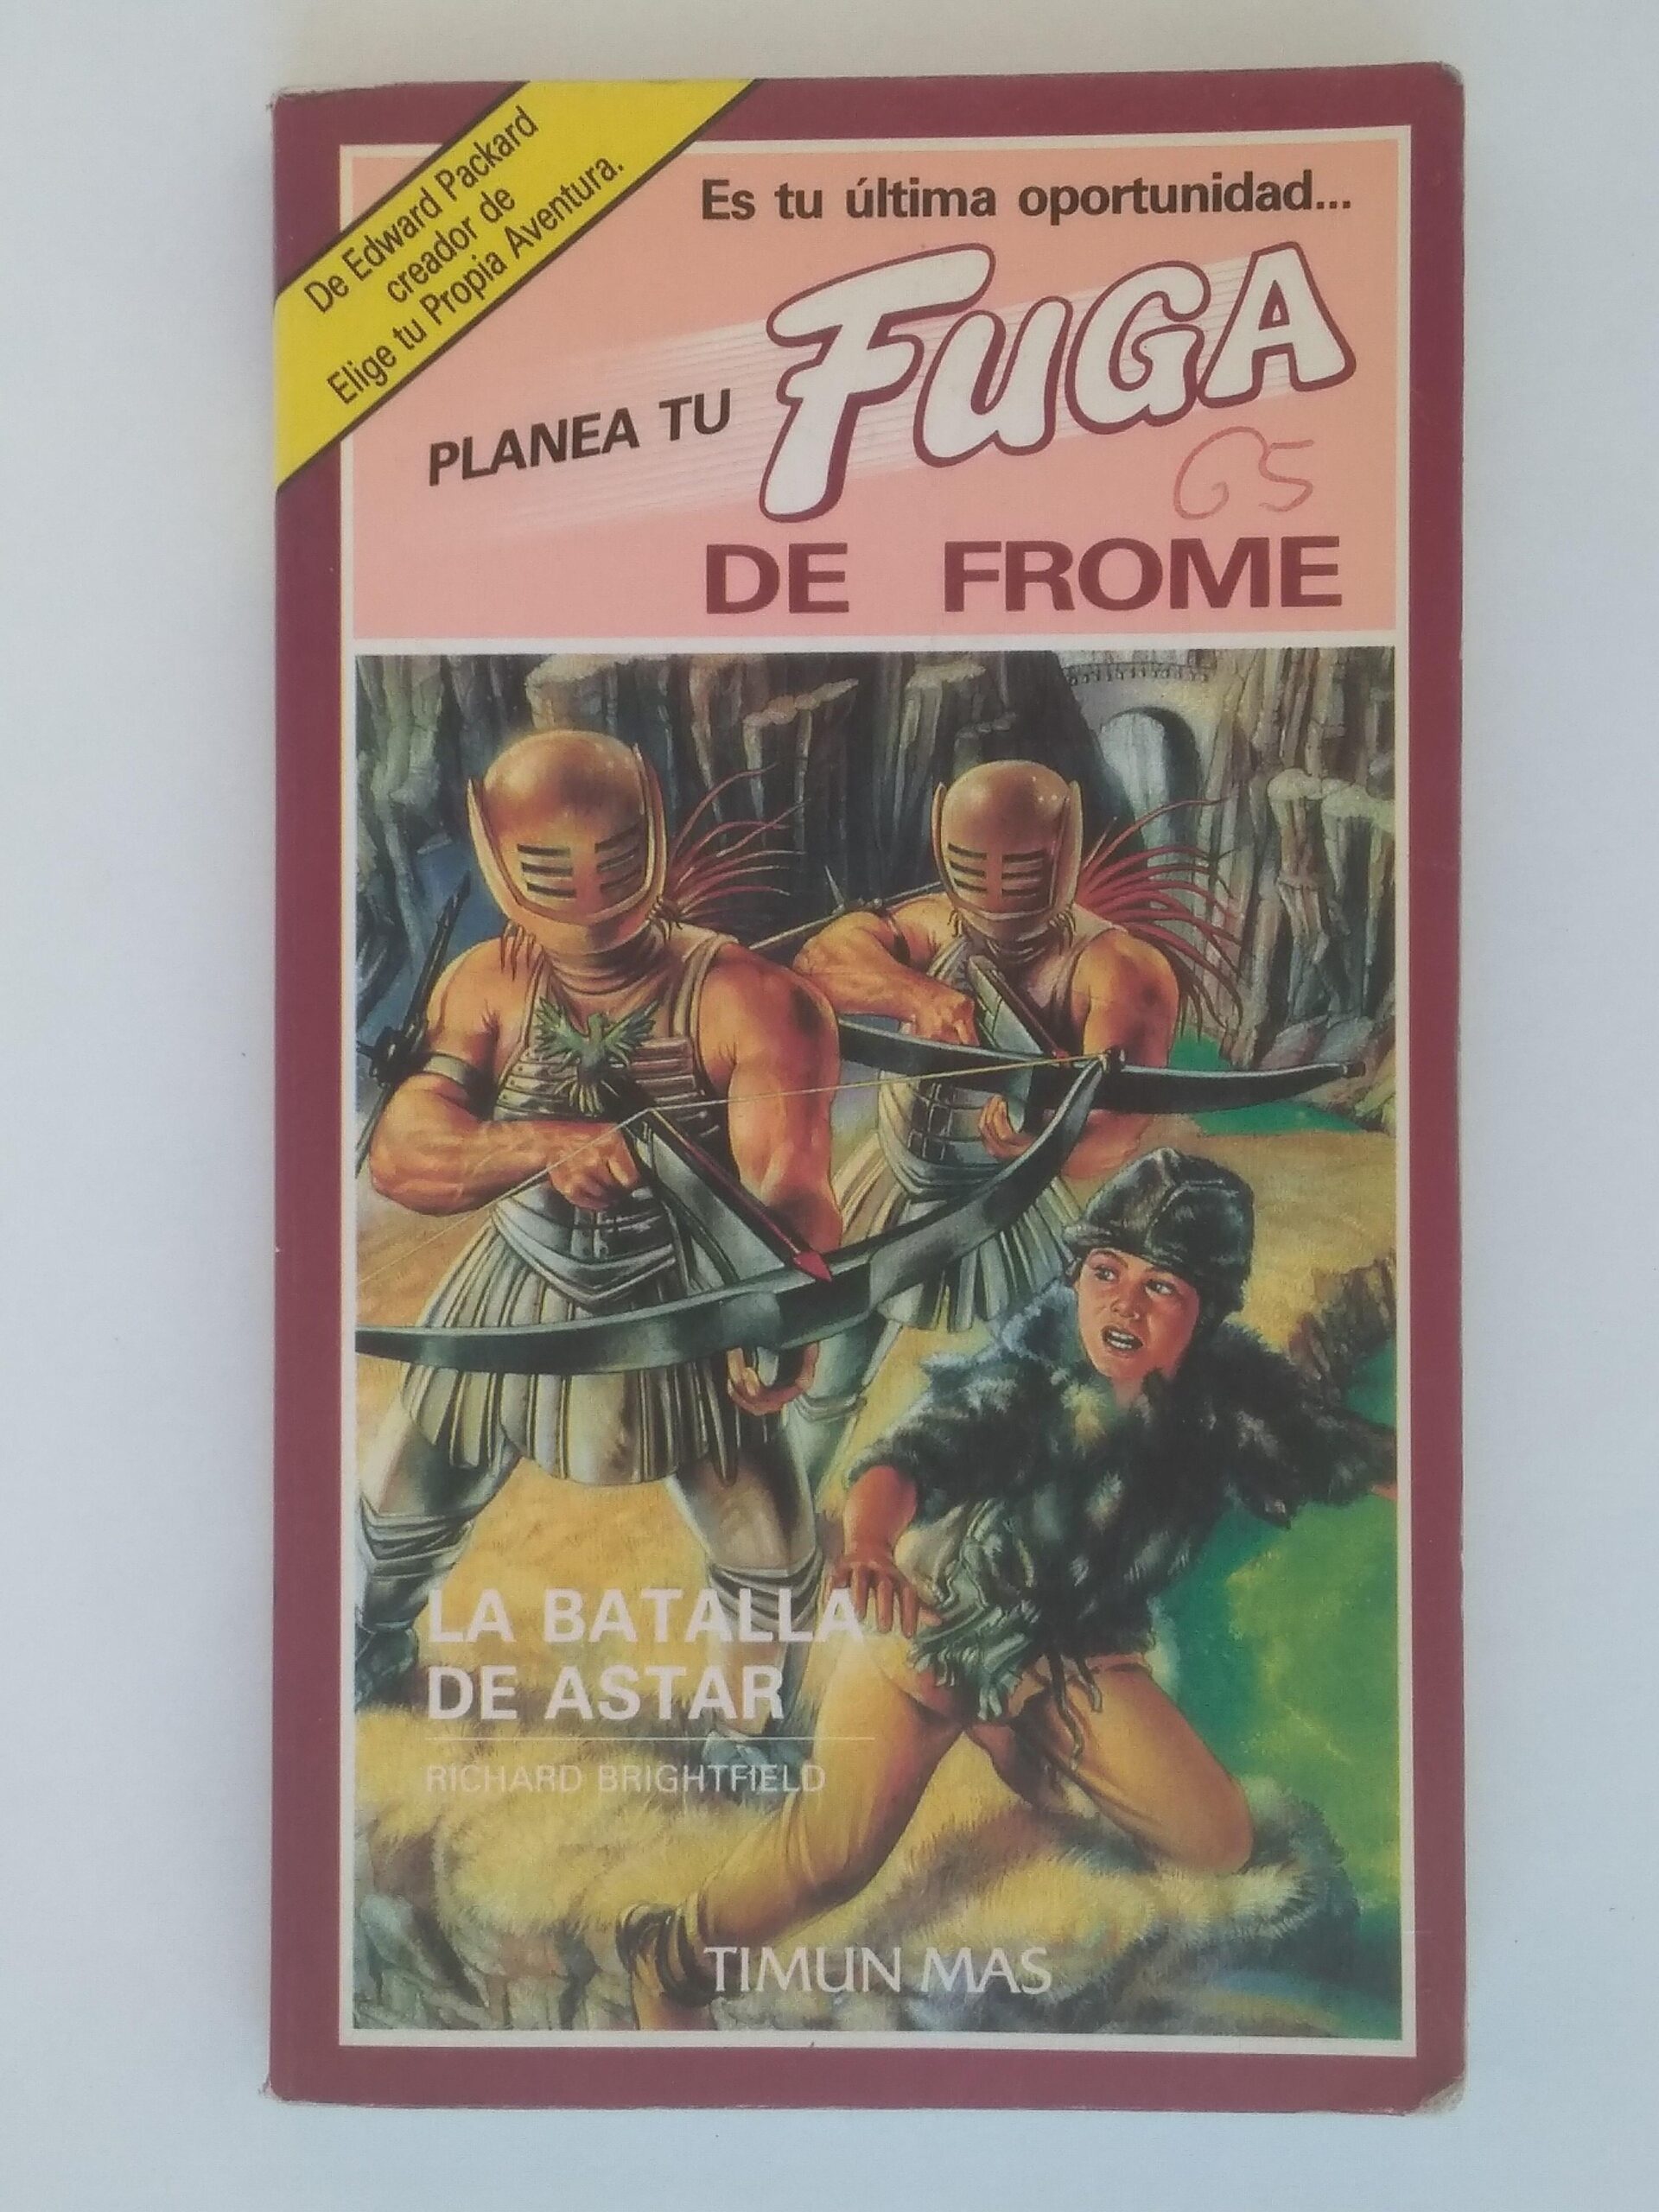 De Edward Packard
creador de
Elige tu Propia Aventura.
Es tu última oportunidad...
PLANEA TU FUGA
65
DE FROME
LA BATALLA
DE ASTAR
RICHARD BRIGHTFIELD
TIMUN MAS